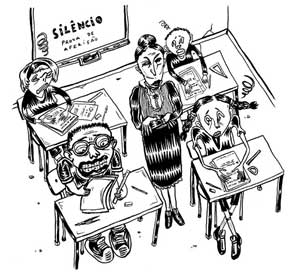 SILÊNCIO
PROVA DE
AFERIÇÃO